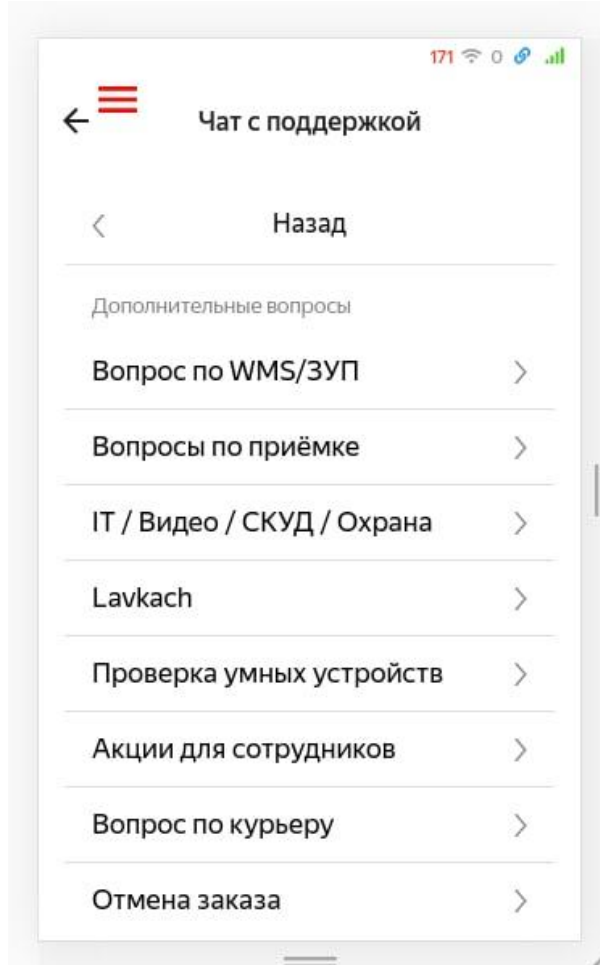 171 0
Чат с поддержкой
Назад
Дополнительные вопросы
Вопрос по WMS/ЗУП
Вопросы по приёмке
IT / Видео / СКУД / Охрана
Lavkach
Проверка умных устройств
Акции для сотрудников
Вопрос по курьеру
Отмена заказа